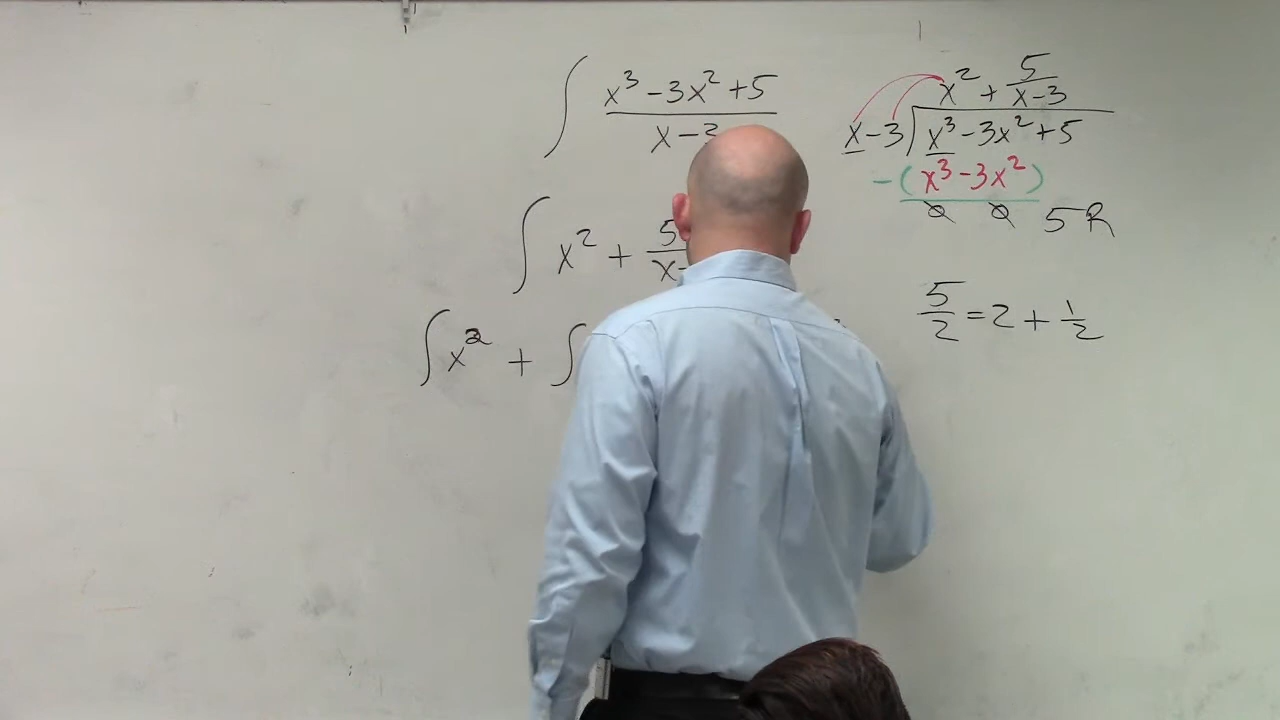 ∫ x³ - 3x² + 5
x -
∫ x² + 5
x -
∫ x² + ∫
x² + 5/(x - 3)
x - 3 ) x³ - 3x² + 5
- ( x³ - 3x² )
0 0 5 R
5/2 = 2 + 1/2